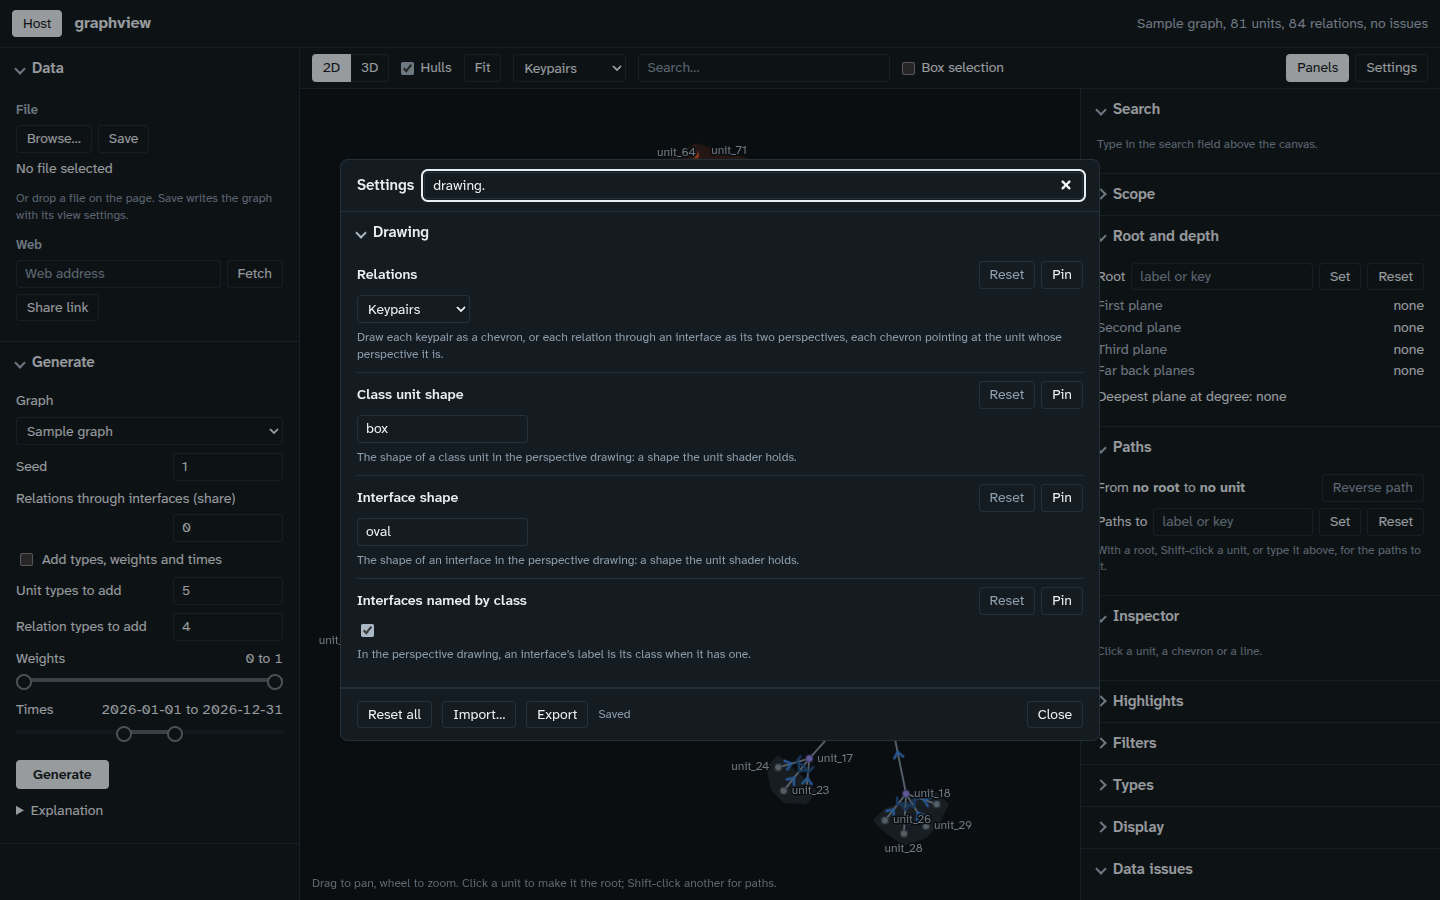 Host graphview Sample graph, 81 units, 84 relations, no issues
Data
File
Browse... Save
No file selected
Or drop a file on the page. Save writes the graph
with its view settings.
Web
Web address Fetch
Share link
Generate
Graph
Sample graph
Seed 1
Relations through interfaces (share)
0
Add types, weights and times
Unit types to add 5
Relation types to add 4
Weights 0 to 1
Times 2026-01-01 to 2026-12-31
Generate
Explanation
2D 3D Hulls Fit Keypairs Search... Box selection Panels Settings
unit_64 unit_71
Settings drawing.
Drawing
Relations Reset Pin
Keypairs
Draw each keypair as a chevron, or each relation through an interface as its two perspectives, each chevron pointing at the unit whose
perspective it is.
Class unit shape Reset Pin
box
The shape of a class unit in the perspective drawing: a shape the unit shader holds.
Interface shape Reset Pin
oval
The shape of an interface in the perspective drawing: a shape the unit shader holds.
Interfaces named by class Reset Pin
In the perspective drawing, an interface's label is its class when it has one.
Reset all Import... Export Saved Close
unit_
unit_24 unit_17
unit_23
unit_18
unit_26
unit_29
unit_28
Drag to pan, wheel to zoom. Click a unit to make it the root; Shift-click another for paths.
Search
Type in the search field above the canvas.
Scope
Root and depth
Root label or key Set Reset
First plane none
Second plane none
Third plane none
Far back planes none
Deepest plane at degree: none
Paths
From no root to no unit Reverse path
Paths to label or key Set Reset
With a root, Shift-click a unit, or type it above, for the paths to
t.
Inspector
Click a unit, a chevron or a line.
Highlights
Filters
Types
Display
Data issues